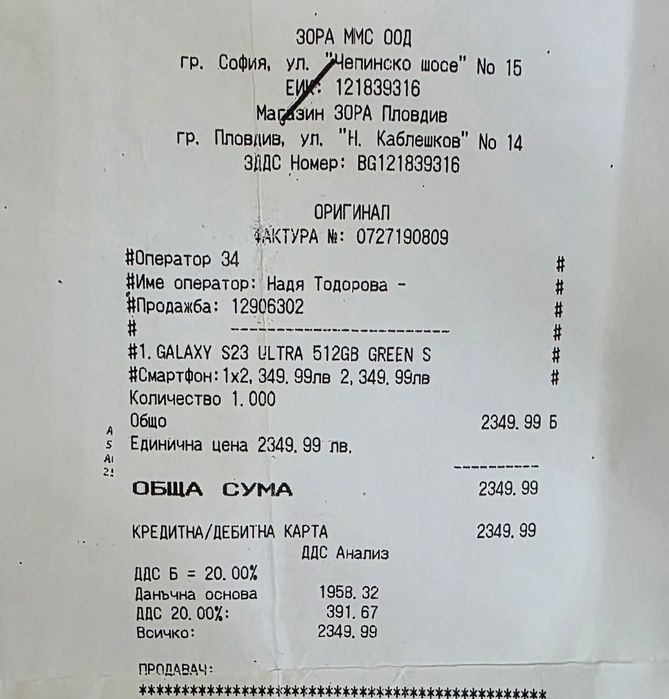 ЗОРА ММС ООД
гр. София, ул. "Чепинско шосе" No 15
ЕИК: 121839316
Магазин ЗОРА Пловдив
гр. Пловдив, ул. "Н. Каблешков" No 14
ЗДДС Номер: BG121839316
ОРИГИНАЛ
ФАКТУРА №: 0727190809
#Оператор 34 #
#Име оператор: Надя Тодорова - #
#Продажба: 12906302 #
# ------------------------ #
#1. GALAXY S23 ULTRA 512GB GREEN S #
#Смартфон:1x2, 349. 99лв 2, 349. 99лв #
Количество 1. 000
Общо 2349. 99 Б
Единична цена 2349. 99 лв.
----------
ОБЩА СУМА 2349. 99
КРЕДИТНА/ДЕБИТНА КАРТА 2349. 99
ДДС Анализ
ДДС Б = 20. 00%
Данъчна основа 1958. 32
ДДС 20. 00%: 391. 67
Всичко: 2349. 99
ПРОДАВАЧ:
************************************************